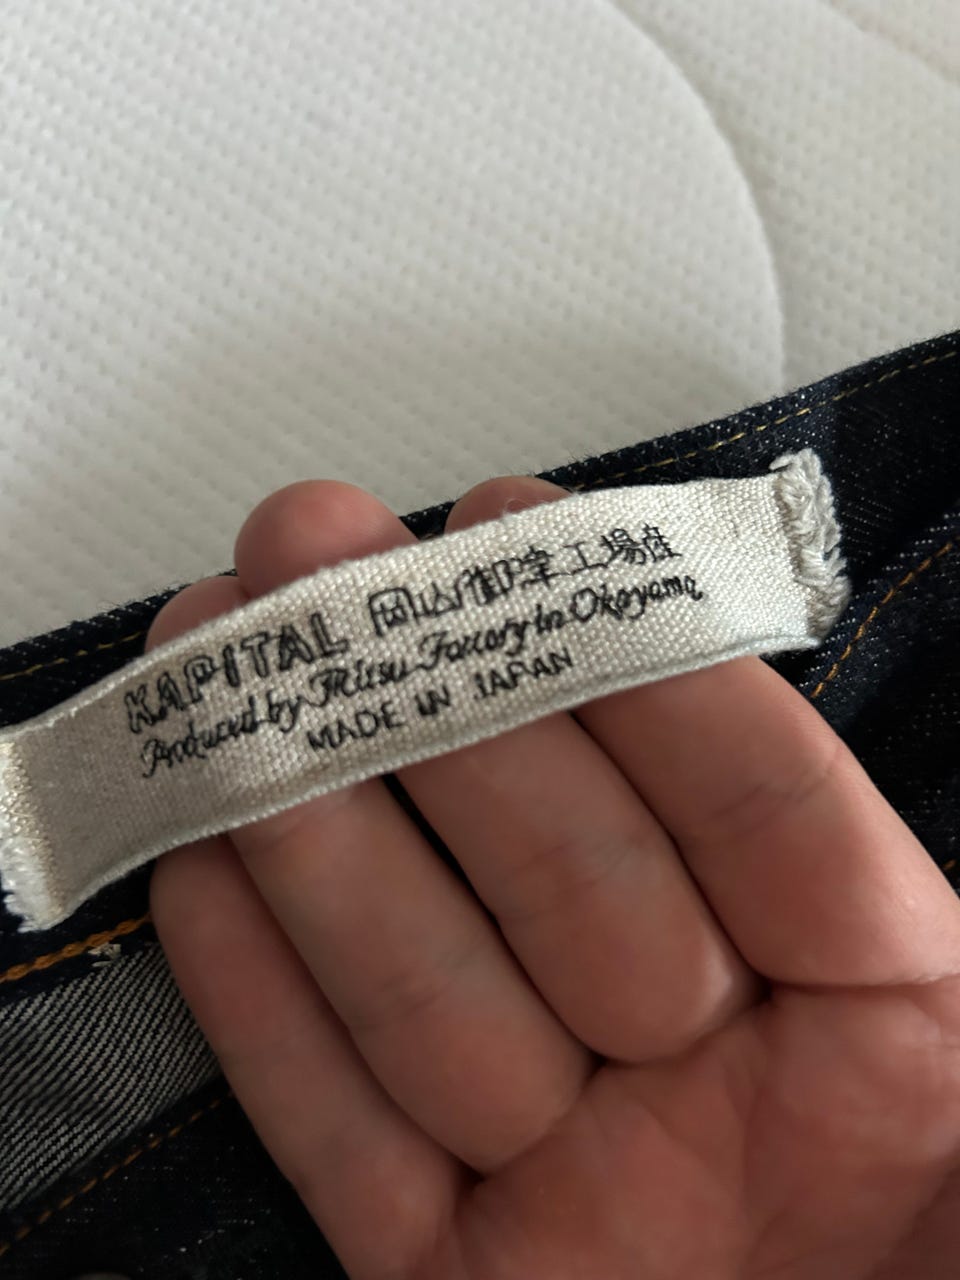 KAPITAL 岡山御津工場産
Produced by Mitsu Factory in Okayama
MADE IN JAPAN